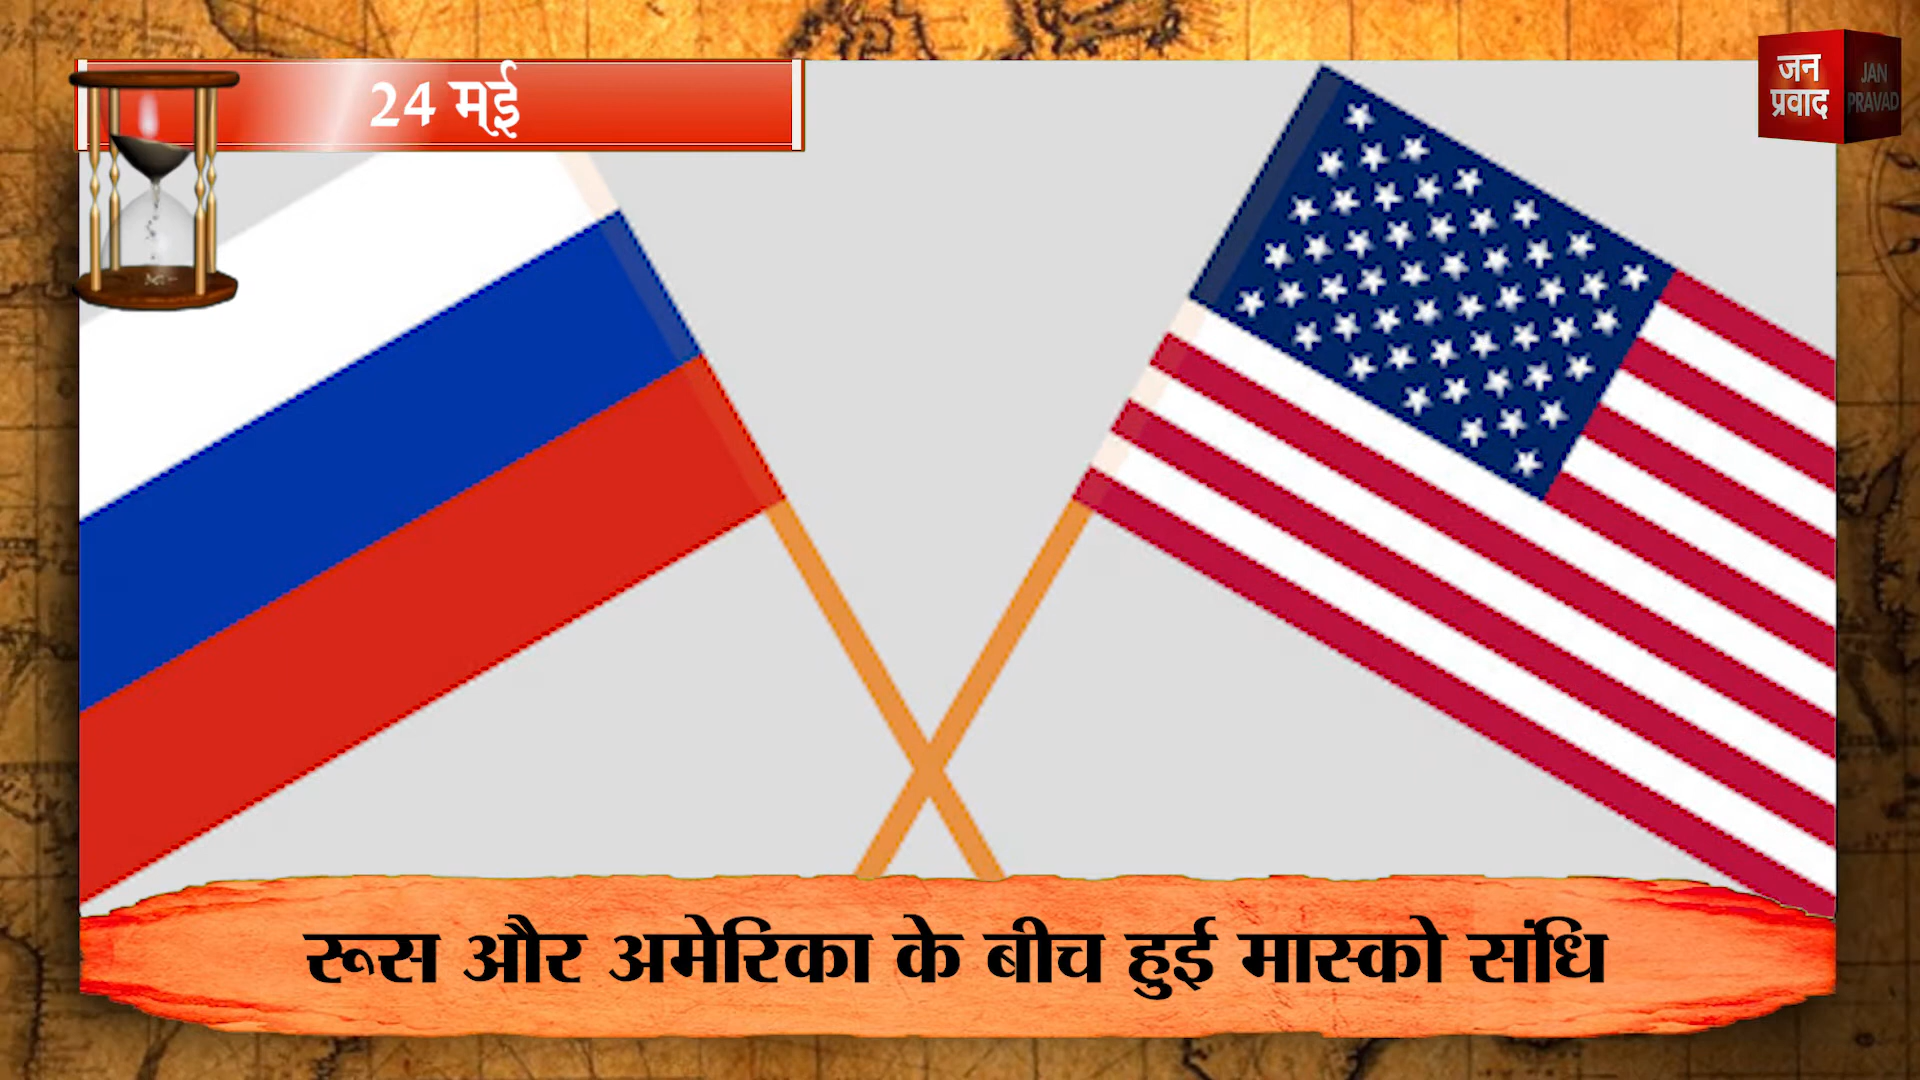 24 मई
जन
प्रवाद
JAN
PRAVAD
रूस और अमेरिका के बीच हुई मास्को संधि